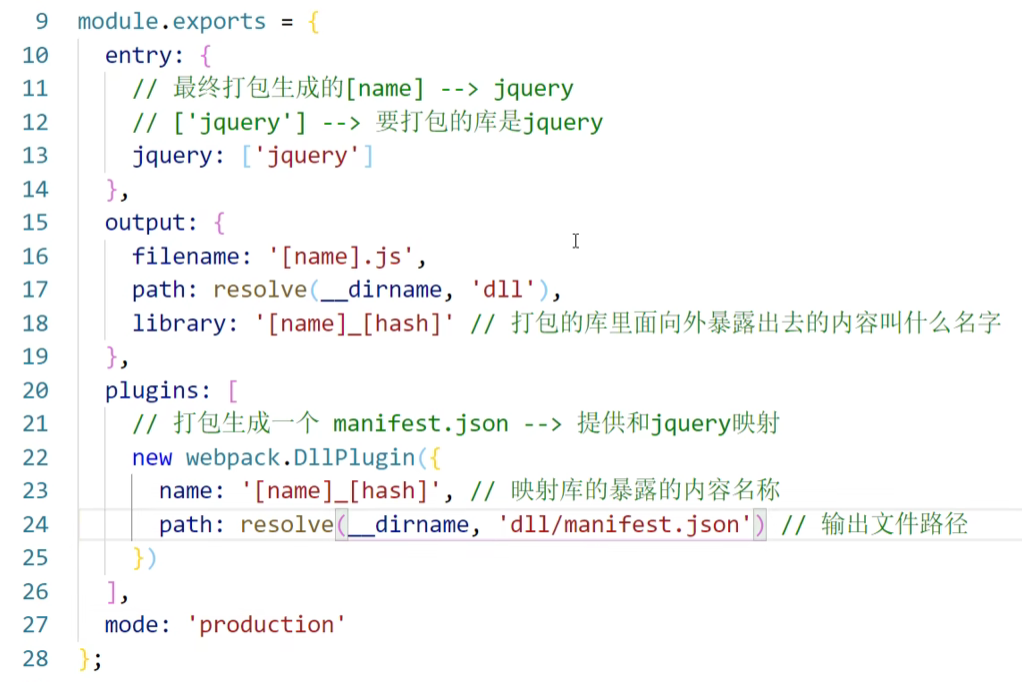 9 module.exports = {
10 entry: {
11 // 最终打包生成的[name] --> jquery
12 // ['jquery'] --> 要打包的库是jquery
13 jquery: ['jquery']
14 },
15 output: {
16 filename: '[name].js',
17 path: resolve(__dirname, 'dll'),
18 library: '[name]_[hash]' // 打包的库里面向外暴露出去的内容叫什么名字
19 },
20 plugins: [
21 // 打包生成一个 manifest.json --> 提供和jquery映射
22 new webpack.DllPlugin({
23 name: '[name]_[hash]', // 映射库的暴露的内容名称
24 path: resolve(__dirname, 'dll/manifest.json') // 输出文件路径
25 })
26 ],
27 mode: 'production'
28 };